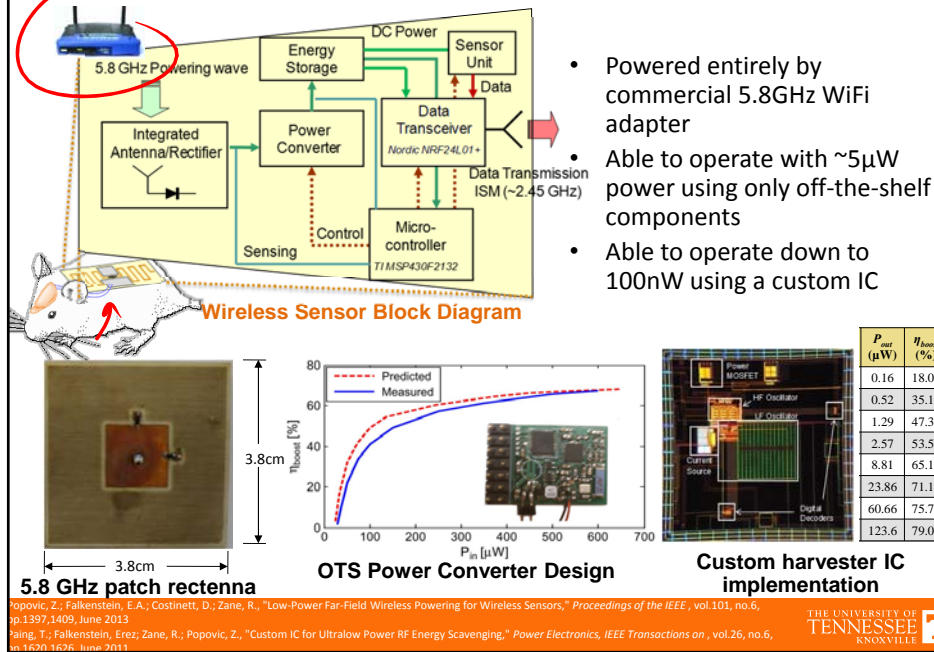 5.8 GHz Powering wave
Integrated
Antenna/Rectifier
Energy
Storage
DC Power
Sensor
Unit
Data
Power
Converter
Data
Transceiver
Nordic NRF24L01+
Data Transmission
ISM (~2.45 GHz)
Control
Sensing
Micro-
controller
TI MSP430F2132
Wireless Sensor Block Diagram
• Powered entirely by
commercial 5.8GHz WiFi
adapter
• Able to operate with ~5µW
power using only off-the-shelf
components
• Able to operate down to
100nW using a custom IC
3.8cm
3.8cm
5.8 GHz patch rectenna
80
60
40
20
0
0 100 200 300 400 500 600 700
ηboost [%]
Pin [µW]
Predicted
Measured
OTS Power Converter Design
Power
MOSFET
HF Oscillator
LF Oscillator
Current
Source
Digital
Decoders
Custom harvester IC
implementation
Pout ηboos
(µW) (%)
0.16 18.0
0.52 35.1
1.29 47.3
2.57 53.5
8.81 65.1
23.86 71.1
60.66 75.7
123.6 79.0
Popovic, Z.; Falkenstein, E.A.; Costinett, D.; Zane, R., "Low-Power Far-Field Wireless Powering for Wireless Sensors," Proceedings of the IEEE , vol.101, no.6,
pp.1397,1409, June 2013
Paing, T.; Falkenstein, Erez; Zane, R.; Popovic, Z., "Custom IC for Ultralow Power RF Energy Scavenging," Power Electronics, IEEE Transactions on , vol.26, no.6,
pp.1620,1626, June 2011
THE UNIVERSITY OF
TENNESSEE
KNOXVILLE